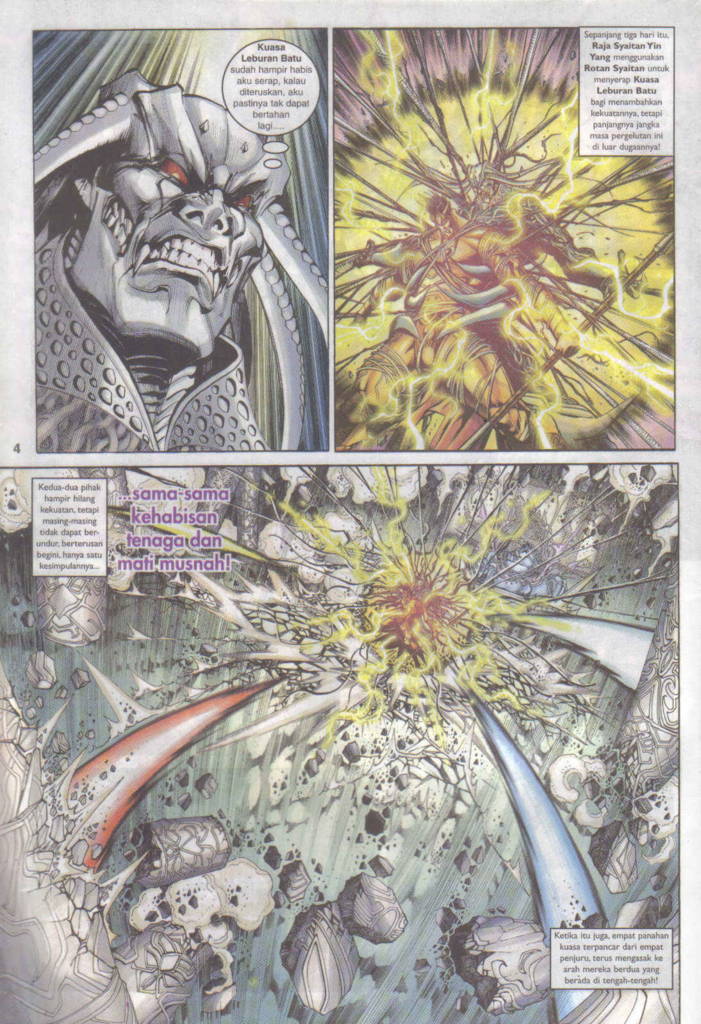 Kuasa
Leburan Batu
sudah hampir habis
aku serap, kalau
diteruskan, aku
pastinya tak dapat
bertahan
lagi.....
Sepanjang tiga hari itu,
Raja Syaitan Yin
Yang menggunakan
Rotan Syaitan untuk
menyerap Kuasa
Leburan Batu
bagi menambahkan
kekuatannya, tetapi
panjangnya jangka
masa pergelutan ini
di luar dugaannya!
4
Kedua-dua pihak
hampir hilang
kekuatan, tetapi
masing-masing
tidak dapat ber-
undur, berterusan
begini, hanya satu
kesimpulannya...
...sama-sama
kehabisan
tenaga dan
mati musnah!
Ketika itu juga, empat panahan
kuasa terpancar dari empat
penjuru, terus mengasak ke
arah mereka berdua yang
berada di tengah-tengah!